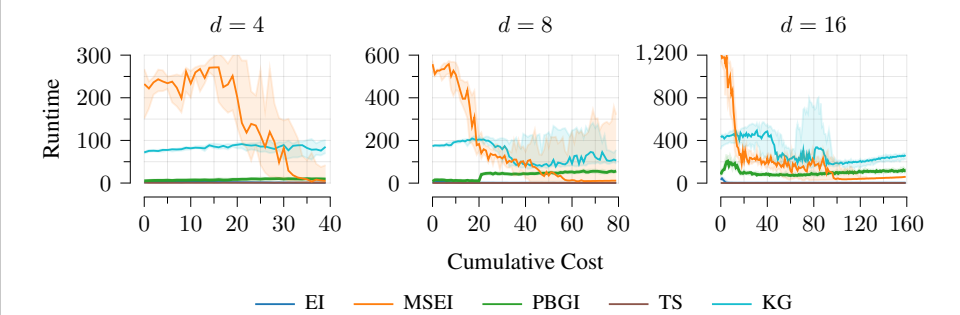 d = 4 d = 8 d = 16
300 600 1,200
200 400 800
100 200 400
0 0 0
Runtime
0 10 20 30 40 0 20 40 60 80 0 40 80 120 160
Cumulative Cost
EI MSEI PBGI TS KG